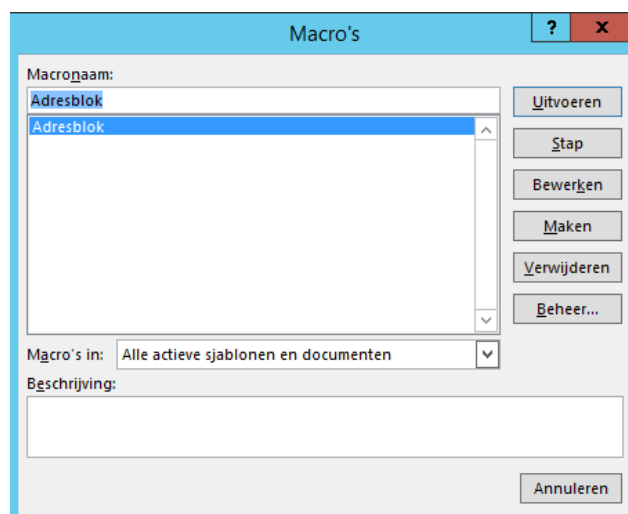 Macro's
? x
Macronaam:
Adresblok
Uitvoeren
Adresblok
Stap
Bewerken
Maken
Verwijderen
Beheer...
Macro's in: Alle actieve sjablonen en documenten
Beschrijving:
Annuleren